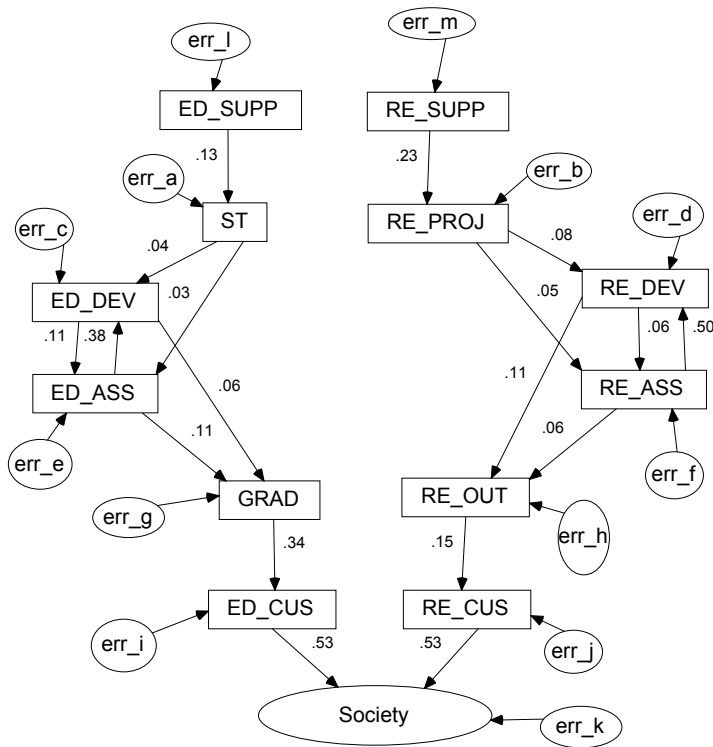 err_l
err_m
ED_SUPP
RE_SUPP
.13
.23
err_a
err_b
ST
RE_PROJ
err_c
err_d
.04
.08
ED_DEV
RE_DEV
.03
.05
.11
.38
.06
.50
ED_ASS
RE_ASS
.06
.11
.11
.06
err_e
err_f
GRAD
RE_OUT
err_g
err_h
.34
.15
ED_CUS
RE_CUS
err_i
err_j
.53
.53
Society
err_k